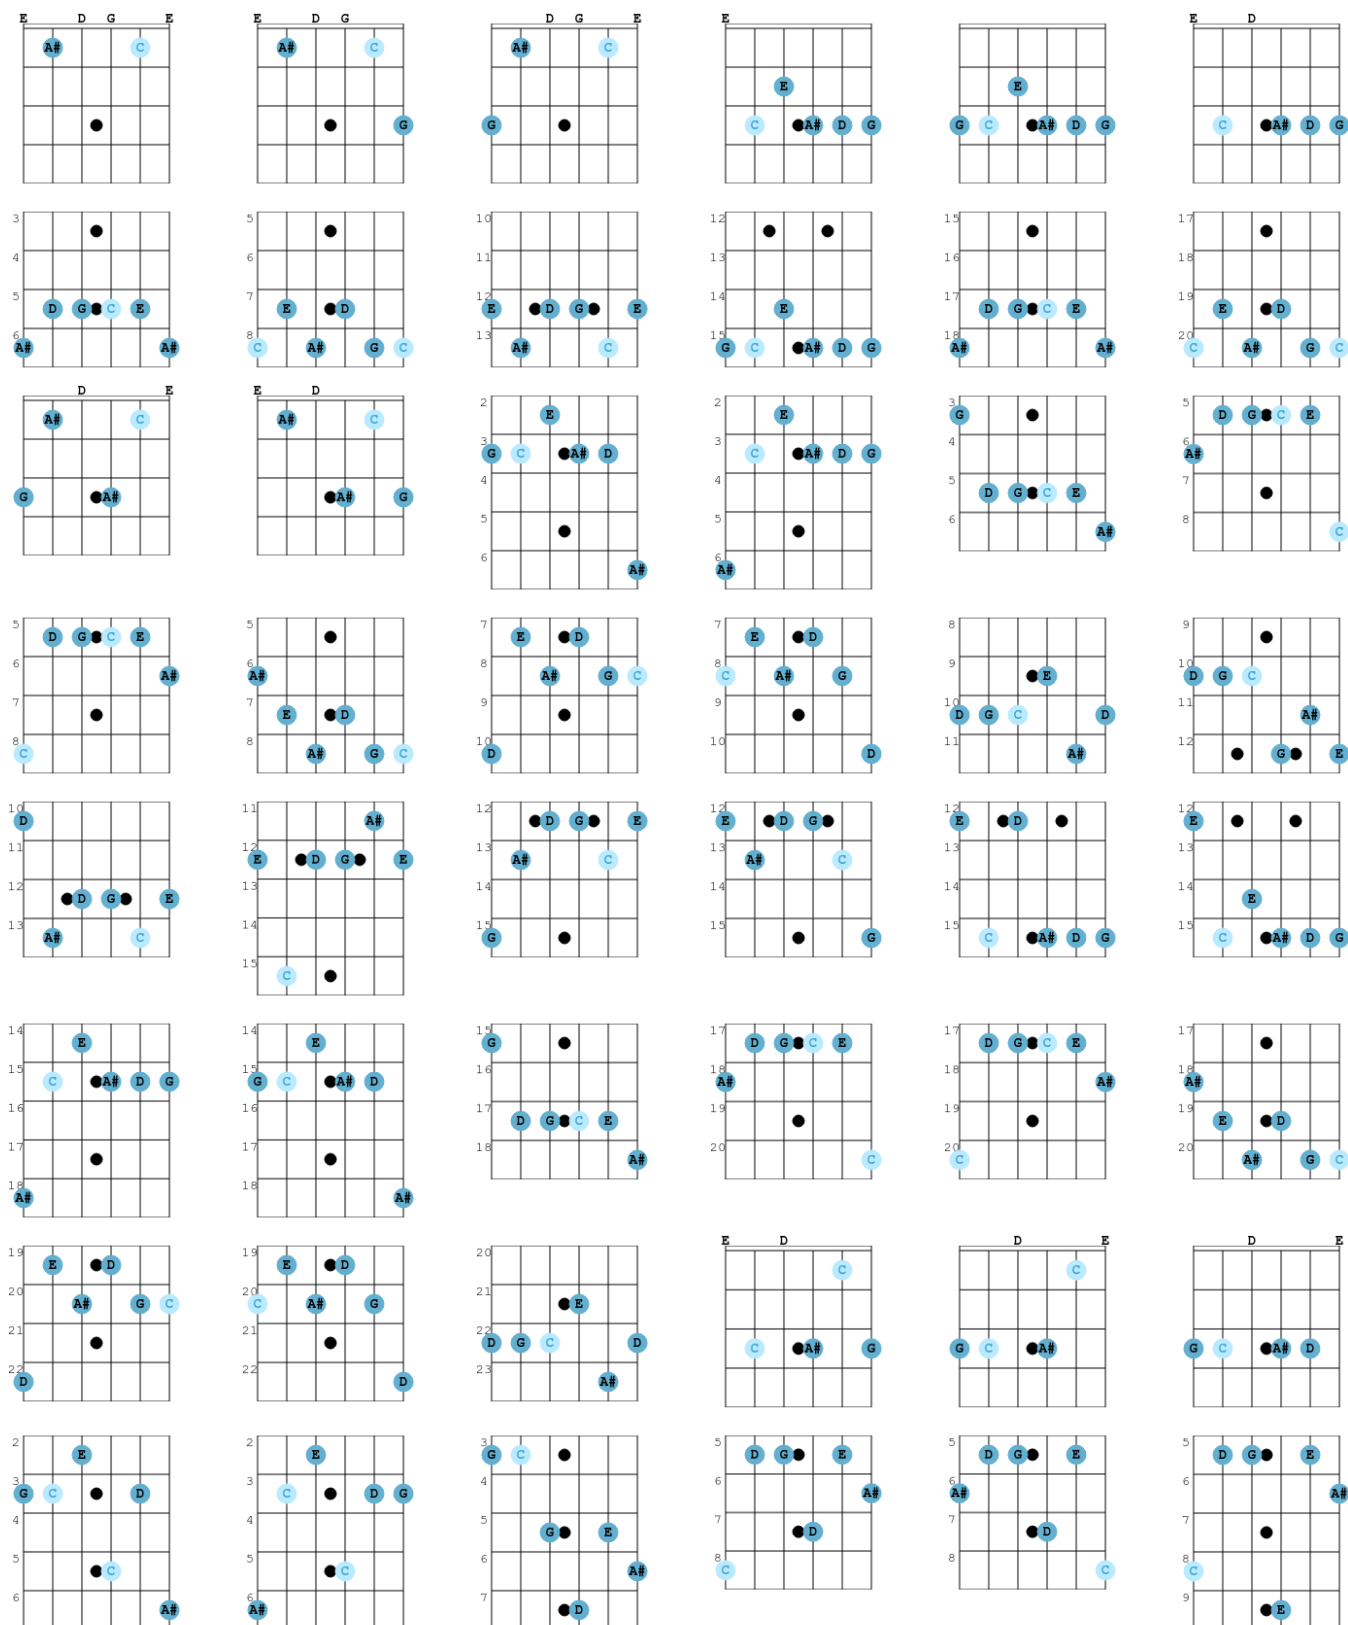 E D G E E D G D G E E E D
A# C A# C A# C
E E
G G C A# D G G C A# D G C A# D G
3 5 10 12 15 17
4 6 11 13 16 18
5 D G C E 7 E D 12 E D G E 14 E 17 D G C E 19 E D
6 A# A# 8 C A# G C 13 A# C 15 G C A# D G 18 A# A# 20 C A# G C
D E E D
A# C A# C 2 E 2 E 3 G 5 D G C E
3 G C A# D 3 C A# D G 4 6 A#
G A# A# G 4 4 5 D G C E 7
5 5 6 A# 8 C
6 A# 6 A#
5 D G C E 5 7 E D 7 E D 8 9
6 A# 6 A# 8 A# G C 8 C A# G 9 E 10 D G C
7 7 E D 9 9 10 D G C D 11 A#
8 C 8 A# G C 10 D 10 D 11 A# 12 G E
10 D 11 A# 12 D G E 12 E D G 12 E D 12 E
11 12 E D G E 13 A# C 13 A# C 13 13
12 D G E 13 14 14 14 14 E
13 A# C 14 15 G 15 G 15 C A# D G 15 C A# D G
15 C
14 E 14 E 15 G 17 D G C E 17 D G C E 17
15 C A# D G 15 G C A# D 16 18 A# 18 A# 18 A#
16 16 17 D G C E 19 19 19 E D
17 17 18 A# 20 C 20 C 20 A# G C
18 A# 18 A#
E D D E D E
19 E D 19 E D 20 C C
20 A# G C 20 C A# G 21 E
21 21 22 D G C D C A# G G C A# G C A# D
22 D 22 D 23 A#
2 E 2 E 3 G C 5 D G E 5 D G E 5 D G E
3 G C D 3 C D G 4 6 A# 6 A# 6 A#
4 4 5 G E 7 D 7 D 7
5 C 5 C 6 A# 8 C 8 C 8 C
6 A# 6 A# 7 D 9 E